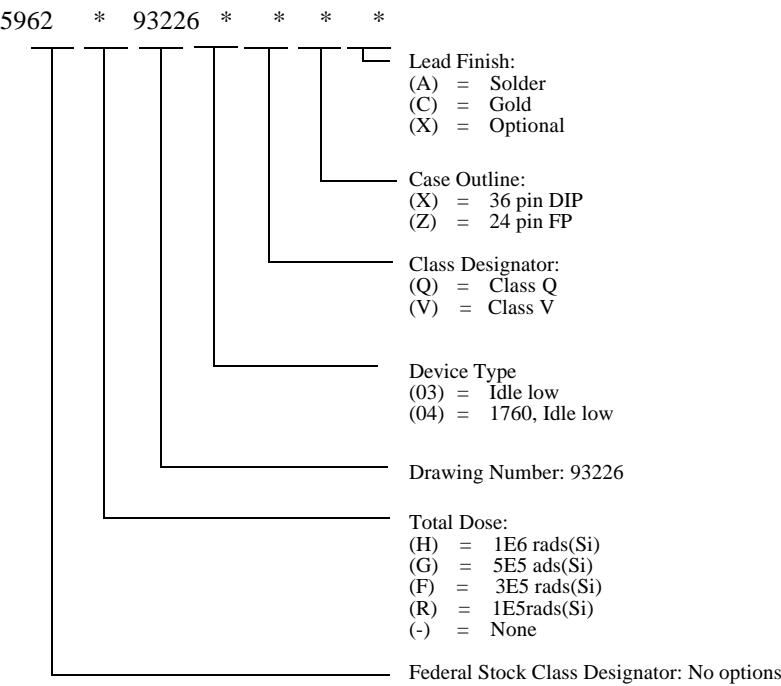 5962 * 93226 * * * *
Lead Finish:
(A) = Solder
(C) = Gold
(X) = Optional
Case Outline:
(X) = 36 pin DIP
(Z) = 24 pin FP
Class Designator:
(Q) = Class Q
(V) = Class V
Device Type
(03) = Idle low
(04) = 1760, Idle low
Drawing Number: 93226
Total Dose:
(H) = 1E6 rads(Si)
(G) = 5E5 ads(Si)
(F) = 3E5 rads(Si)
(R) = 1E5rads(Si)
(-) = None
Federal Stock Class Designator: No options